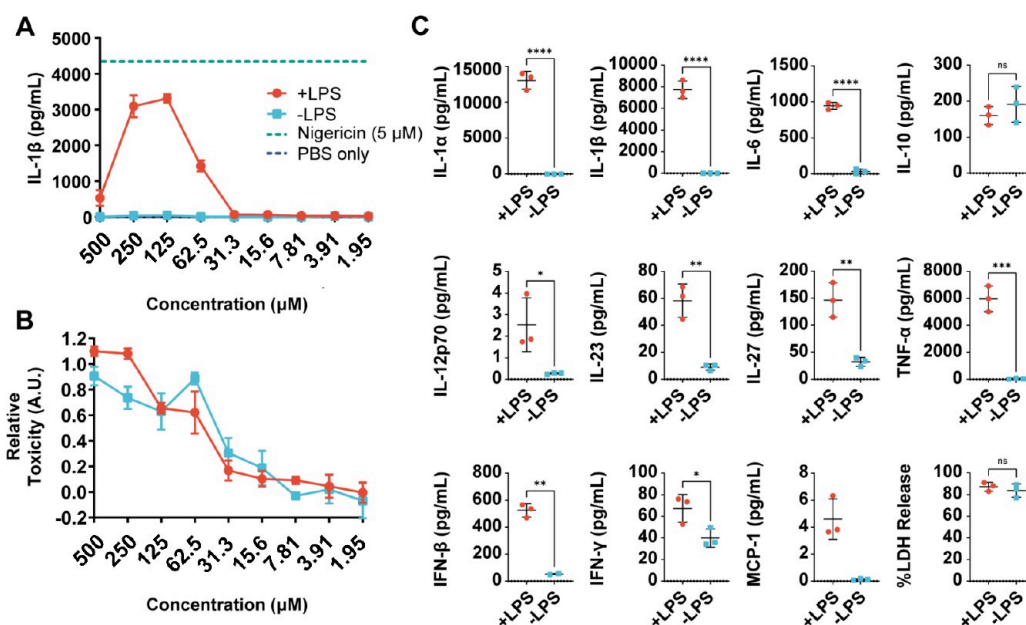 A
IL-1β (pg/mL)
5000
4000
3000
2000
1000
0
+LPS
-LPS
Nigericin (5 µM)
PBS only
500
250
125
62.5
31.3
15.6
7.81
3.91
1.95
Concentration (µM)
B
Relative
Toxicity (A.U.)
1.2
1.0
0.8
0.6
0.4
0.2
0.0
-0.2
500
250
125
62.5
31.3
15.6
7.81
3.91
1.95
Concentration (µM)
C
IL-1α (pg/mL)
15000
10000
5000
0
****
+LPS
-LPS
IL-1β (pg/mL)
10000
8000
6000
4000
2000
0
****
+LPS
-LPS
IL-6 (pg/mL)
1500
1000
500
0
****
+LPS
-LPS
IL-10 (pg/mL)
300
200
100
0
ns
+LPS
-LPS
IL-12p70 (pg/mL)
5
4
3
2
1
0
*
+LPS
-LPS
IL-23 (pg/mL)
80
60
40
20
0
**
+LPS
-LPS
IL-27 (pg/mL)
200
150
100
50
0
**
+LPS
-LPS
TNF-α (pg/mL)
8000
6000
4000
2000
0
***
+LPS
-LPS
IFN-β (pg/mL)
800
600
400
200
0
**
+LPS
-LPS
IFN-γ (pg/mL)
100
80
60
40
20
0
*
+LPS
-LPS
MCP-1 (pg/mL)
8
6
4
2
0
+LPS
-LPS
%LDH Release
100
80
60
40
20
0
ns
+LPS
-LPS